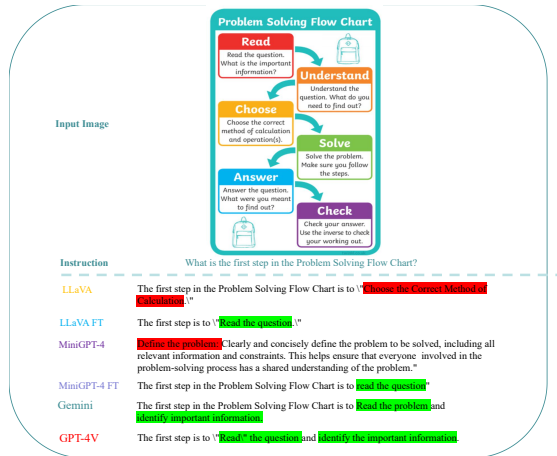 Problem Solving Flow Chart
Read
Read the question.
What is the important
information?
Understand
Understand the
question. What do you
need to find out?
Choose
Choose the correct
method of calculation
and operation(s).
Solve
Solve the problem.
Make sure you follow
the steps.
Answer
Answer the question.
What were you meant
to find out?
Check
Check your answer.
Use the inverse to check
your working out.
Input Image
Instruction What is the first step in the Problem Solving Flow Chart?
LLaVA The first step in the Problem Solving Flow Chart is to \"Choose the Correct Method of
Calculation.\"
LLaVA FT The first step is to \"Read the question.\"
MiniGPT-4 Define the problem: Clearly and concisely define the problem to be solved, including all
relevant information and constraints. This helps ensure that everyone involved in the
problem-solving process has a shared understanding of the problem."
MiniGPT-4 FT The first step in the Problem Solving Flow Chart is to read the question"
Gemini The first step in the Problem Solving Flow Chart is to Read the problem and
identify important information.
GPT-4V The first step is to \"Read\" the question and identify the important information.